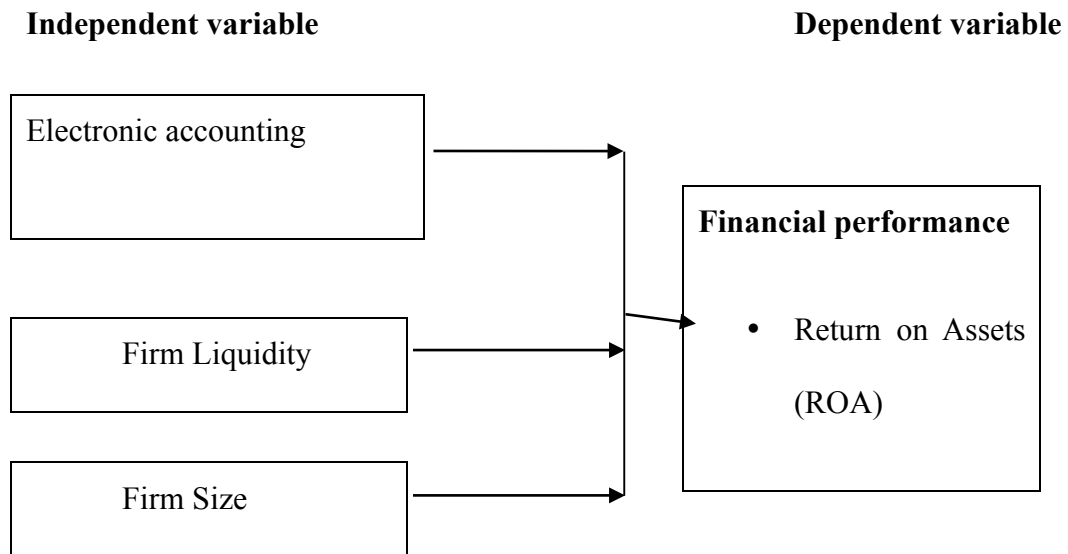 Independent variable
Dependent variable
Electronic accounting
Financial performance
• Return on Assets
(ROA)
Firm Liquidity
Firm Size